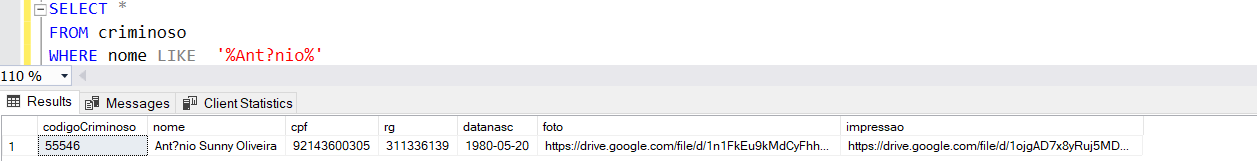 SELECT *
FROM criminoso
WHERE nome LIKE '%Ant?nio%'
110 %
Results Messages Client Statistics
codigoCriminoso nome cpf rg datanasc foto impressao
1 55546 Ant?nio Sunny Oliveira 92143600305 311336139 1980-05-20 https://drive.google.com/file/d/1n1FkEu9kMdCyFhh... https://drive.google.com/file/d/1ojgAD7x8yRuj5MD...